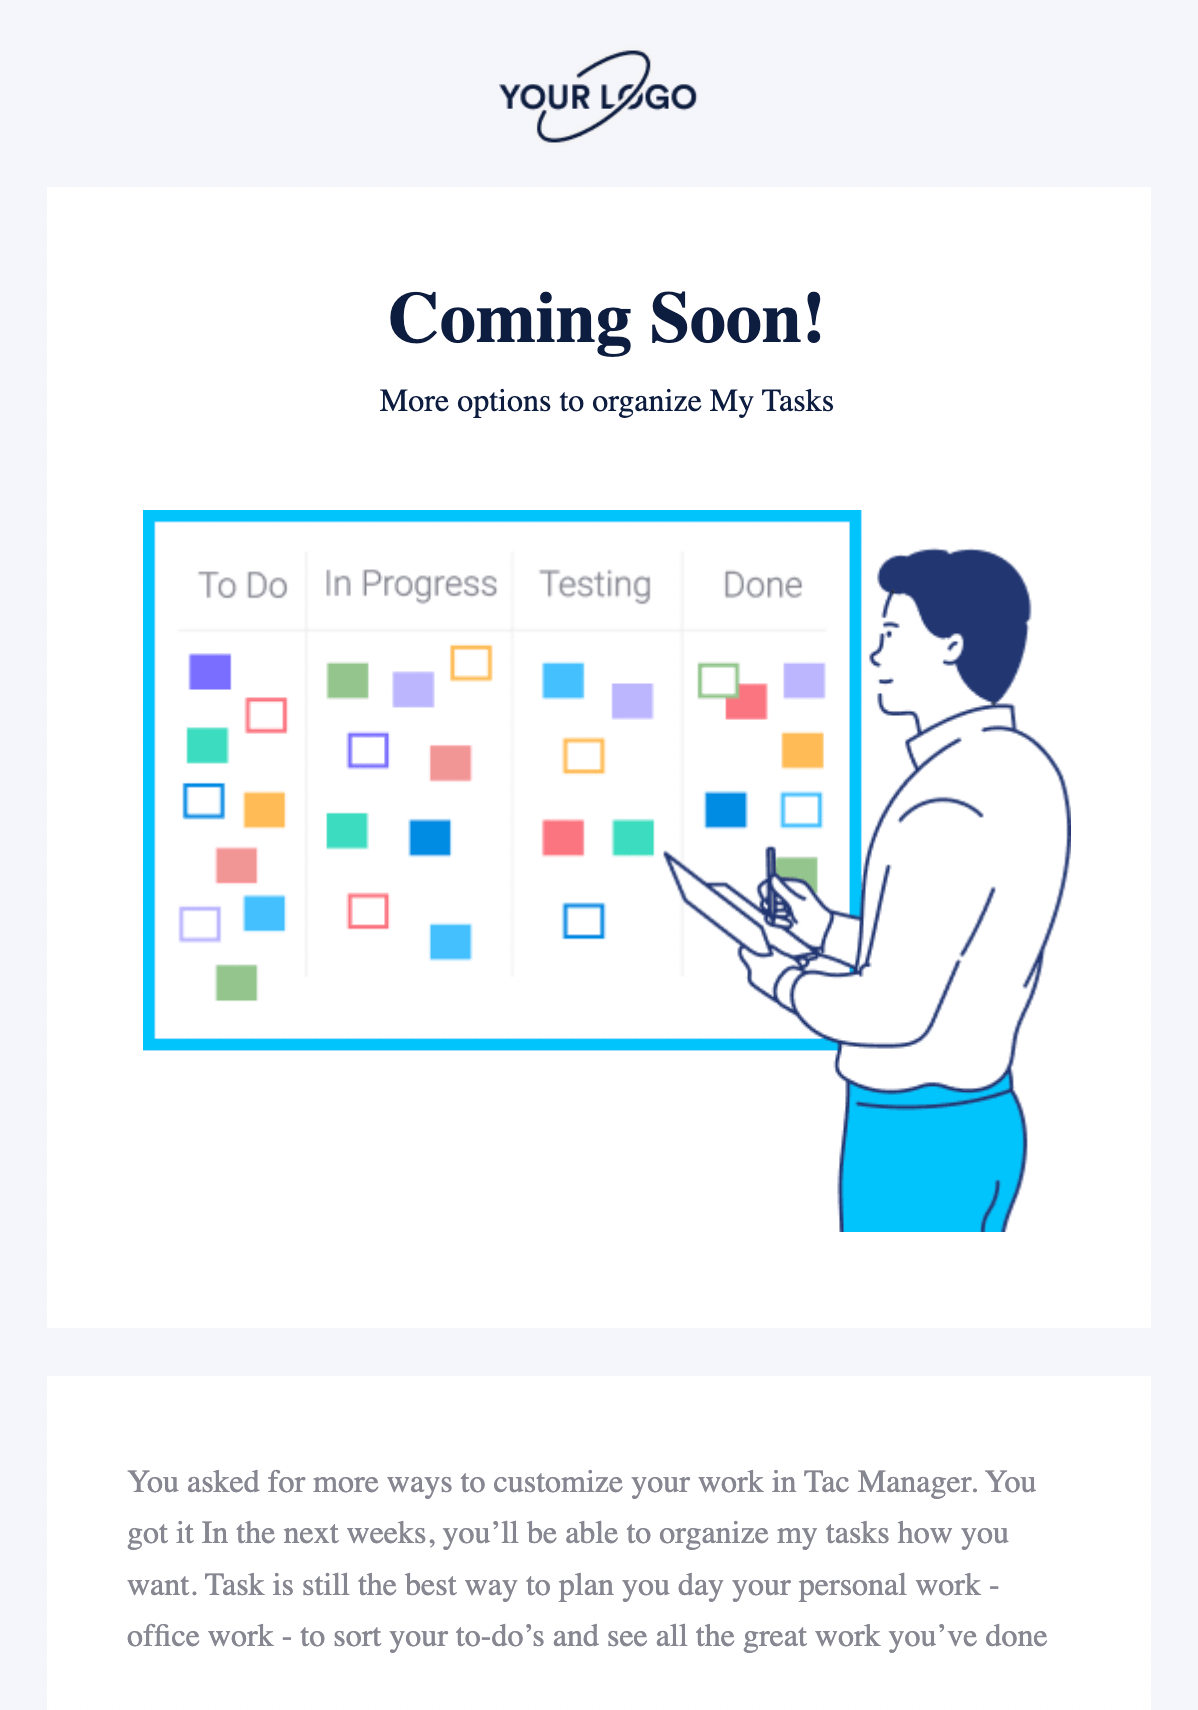 YOUR LOGO
Coming Soon!
More options to organize My Tasks
To Do In Progress Testing Done
You asked for more ways to customize your work in Tac Manager. You
got it In the next weeks, you’ll be able to organize my tasks how you
want. Task is still the best way to plan you day your personal work -
office work - to sort your to-do’s and see all the great work you’ve done